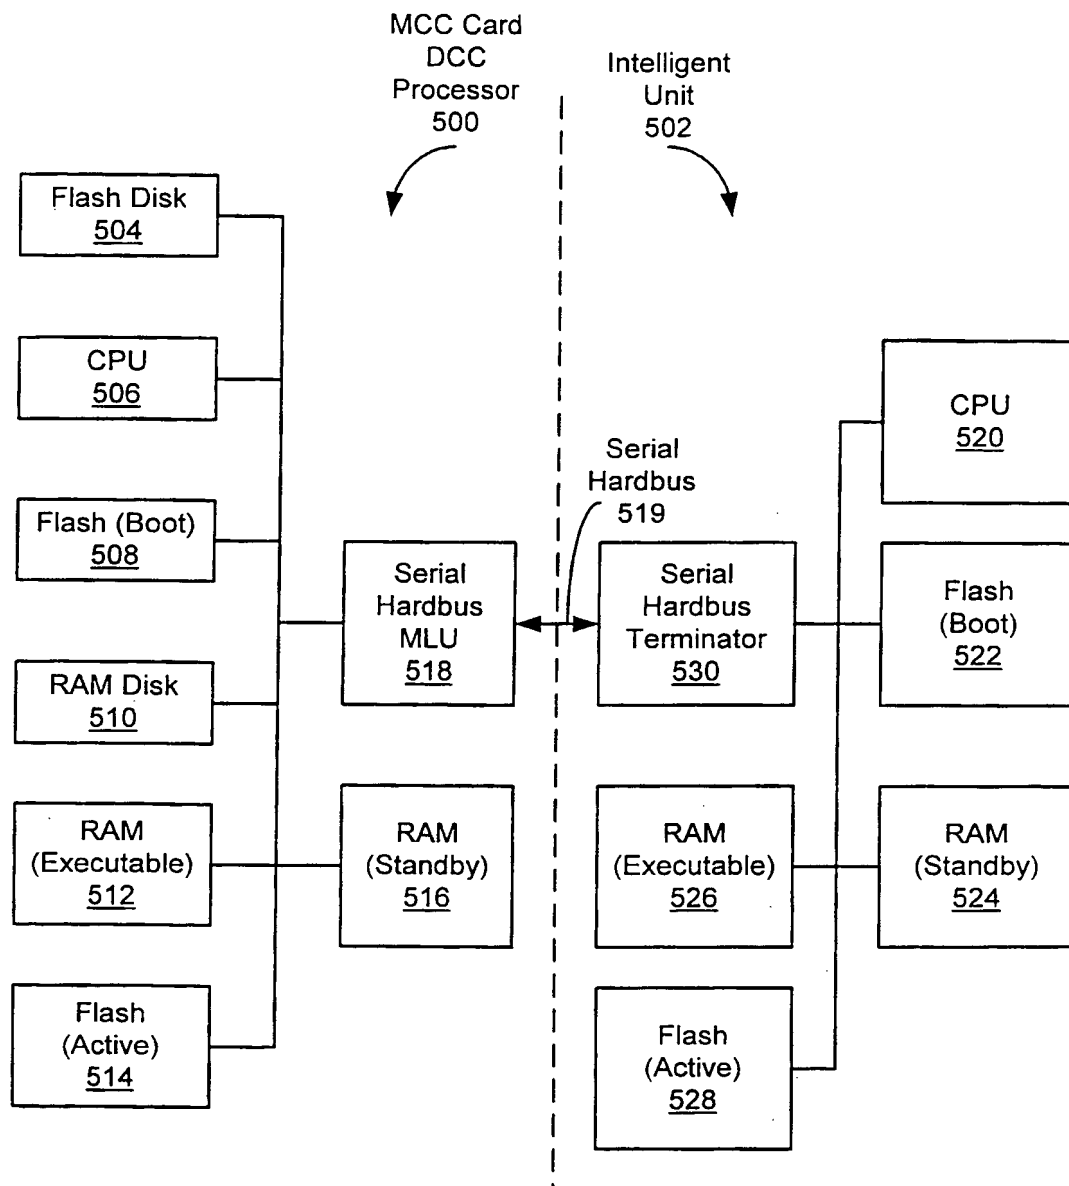 MCC Card
DCC
Processor
500
Intelligent
Unit
502
Flash Disk
504
CPU
506
Flash (Boot)
508
RAM Disk
510
RAM
(Executable)
512
Flash
(Active)
514
Serial
Hardbus
MLU
518
RAM
(Standby)
516
Serial
Hardbus
519
Serial
Hardbus
Terminator
530
RAM
(Executable)
526
Flash
(Active)
528
CPU
520
Flash
(Boot)
522
RAM
(Standby)
524